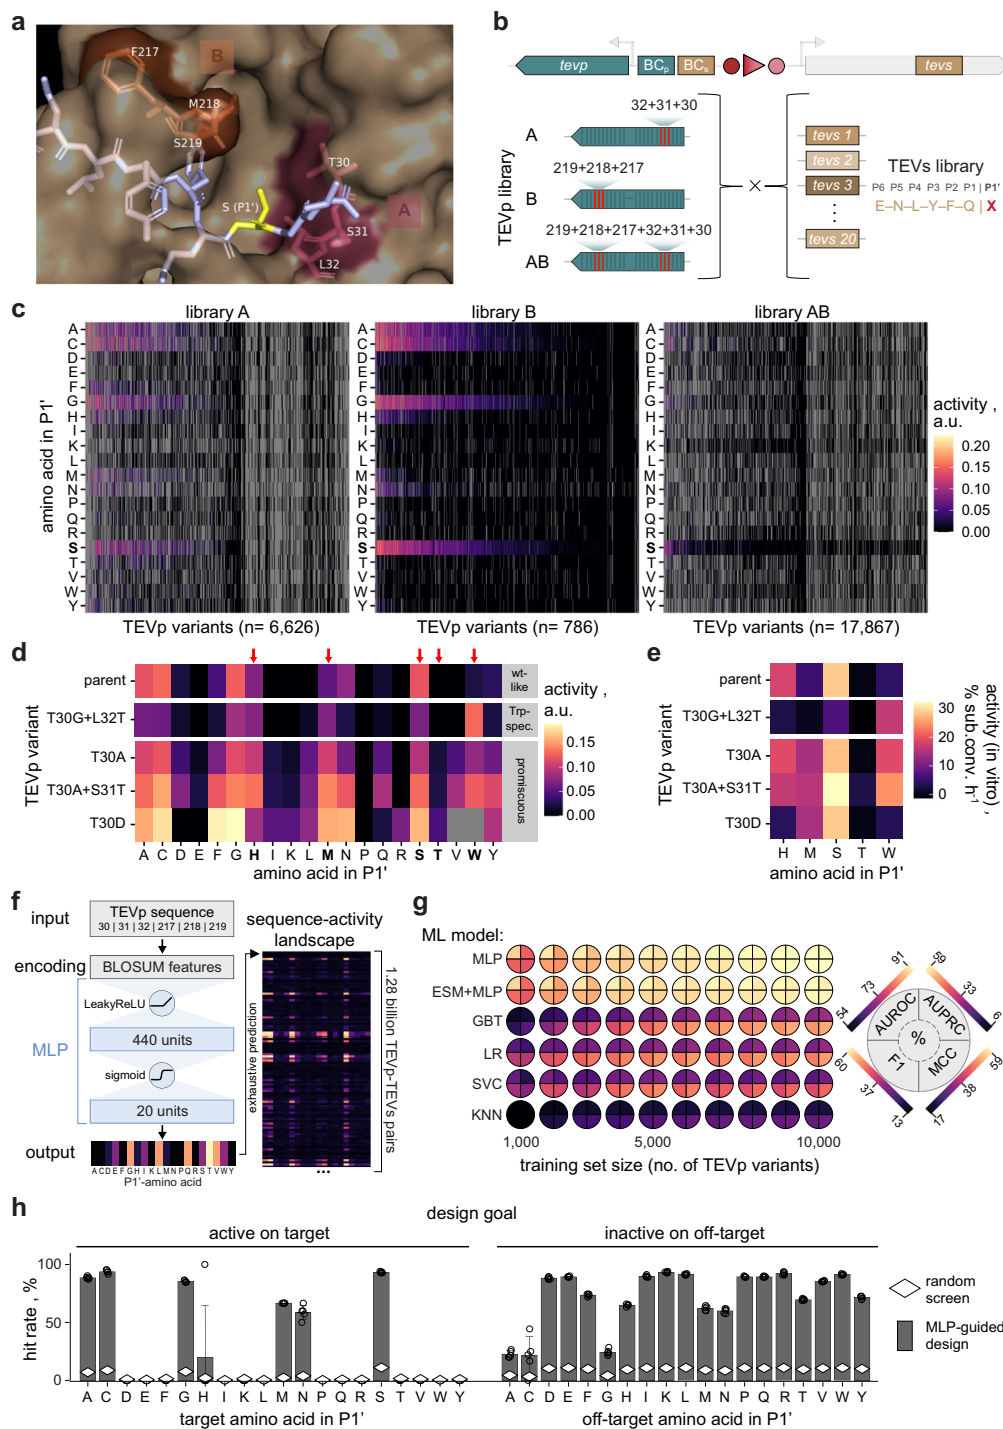 a
F217
B
M218
S219
T30
S (P1')
A
S31
L32
b
tevp
BCp
BCs
tevs
TEVp library
A
32+31+30
B
219+218+217
AB
219+218+217+32+31+30
×
tevs 1
tevs 2
tevs 3
tevs 20
TEVs library
P6 P5 P4 P3 P2 P1 | P1'
E–N–L–Y–F–Q | X
c
library A
library B
library AB
amino acid in P1'
A
C
D
E
F
G
H
I
K
L
M
N
P
Q
R
S
T
V
W
Y
A
C
D
E
F
G
H
I
K
L
M
N
P
Q
R
S
T
V
W
Y
A
C
D
E
F
G
H
I
K
L
M
N
P
Q
R
S
T
V
W
Y
TEVp variants (n= 6,626)
TEVp variants (n= 786)
TEVp variants (n= 17,867)
activity ,
a.u.
0.20
0.15
0.10
0.05
0.00
d
TEVp variant
parent
T30G+L32T
T30A
T30A+S31T
T30D
wt-
like
Trp-
spec.
promiscuous
A C D E F G H I K L M N P Q R S T V W Y
amino acid in P1'
activity ,
a.u.
0.15
0.10
0.05
0.00
e
TEVp variant
parent
T30G+L32T
T30A
T30A+S31T
T30D
H M S T W
amino acid in P1'
activity (in vitro) ,
% sub.conv. h-1
30
20
10
0
f
input
TEVp sequence
30 | 31 | 32 | 217 | 218 | 219
encoding
BLOSUM features
MLP
LeakyReLU
440 units
sigmoid
20 units
output
A C D E F G H I K L M N P Q R S T V W Y
P1'-amino acid
exhaustive prediction
sequence-activity
landscape
...
1.28 billion TEVp-TEVs pairs
g
ML model:
MLP
ESM+MLP
GBT
LR
SVC
KNN
1,000 5,000 10,000
training set size (no. of TEVp variants)
AUROC
AUPRC
F1
MCC
%
54 73 91
59 33 6
60 37 13
59 38 17
h
design goal
active on target
inactive on off-target
hit rate , %
100
50
0
A C D E F G H I K L M N P Q R S T V W Y
target amino acid in P1'
A C D E F G H I K L M N P Q R T V W Y
off-target amino acid in P1'
random
screen
MLP-guided
design